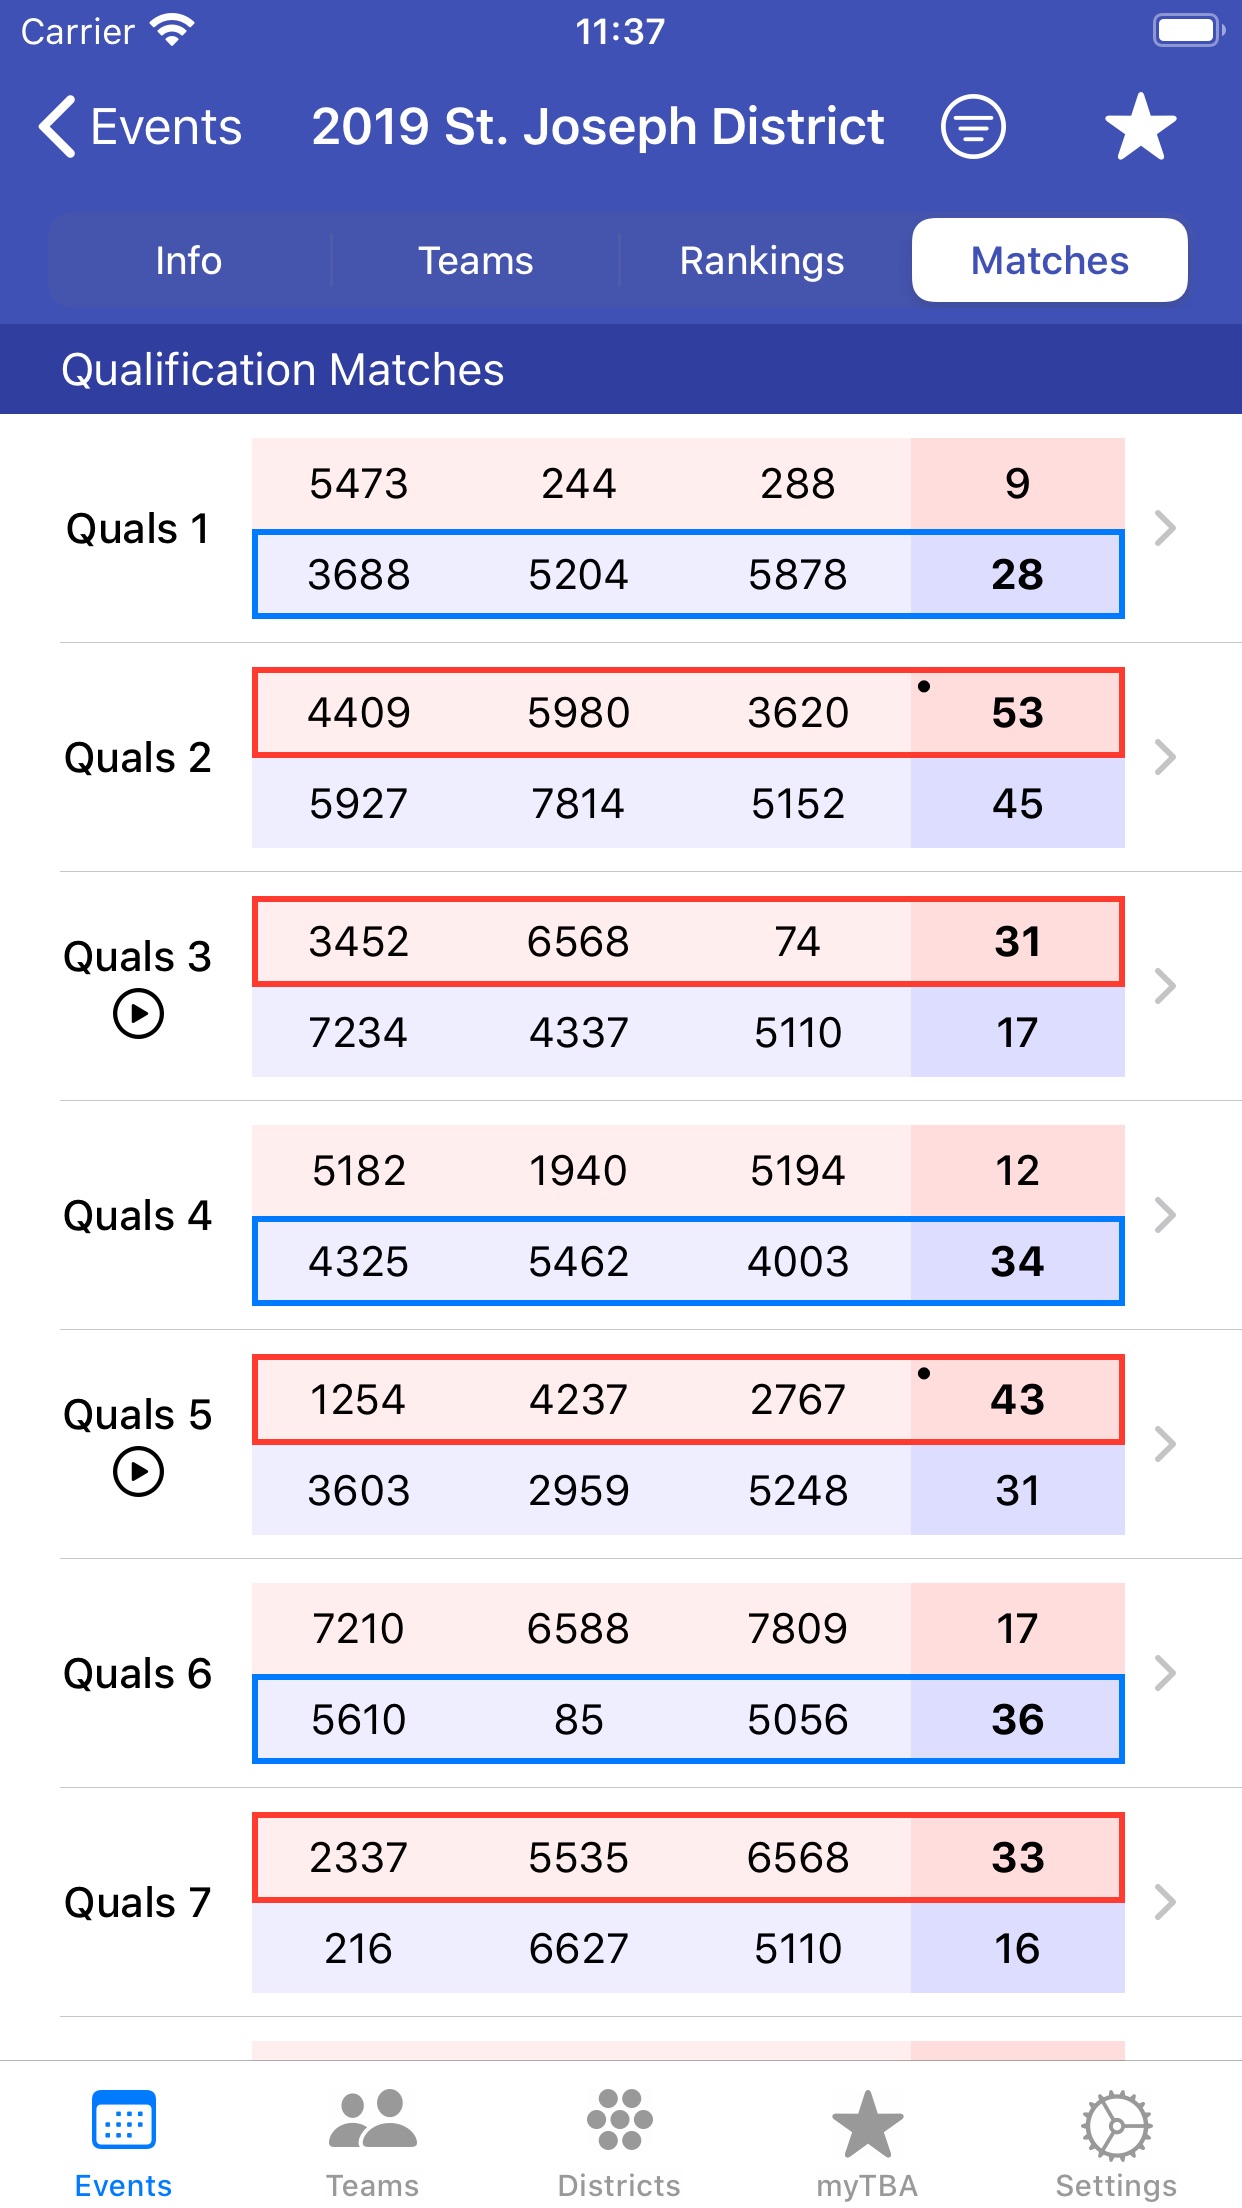 Carrier 11:37
Events 2019 St. Joseph District
Info Teams Rankings Matches
Qualification Matches
Quals 1
5473 244 288 9
3688 5204 5878 28
Quals 2
4409 5980 3620 53
5927 7814 5152 45
Quals 3
3452 6568 74 31
7234 4337 5110 17
Quals 4
5182 1940 5194 12
4325 5462 4003 34
Quals 5
1254 4237 2767 43
3603 2959 5248 31
Quals 6
7210 6588 7809 17
5610 85 5056 36
Quals 7
2337 5535 6568 33
216 6627 5110 16
Events Teams Districts myTBA Settings